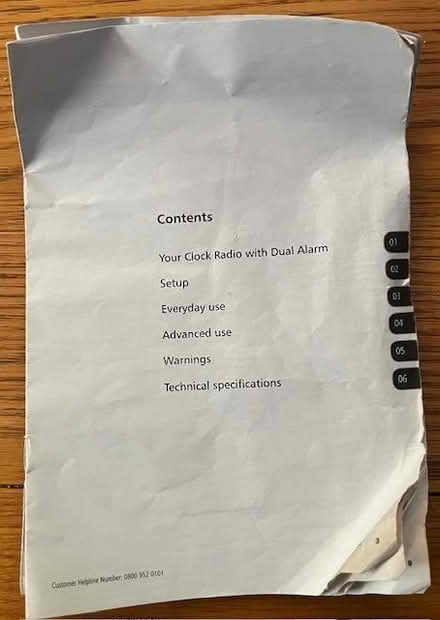 Contents
Your Clock Radio with Dual Alarm 01
Setup 02
Everyday use 03
Advanced use 04
Warnings 05
Technical specifications 06
3
9
Customer Helpline Number: 0800 952 0101